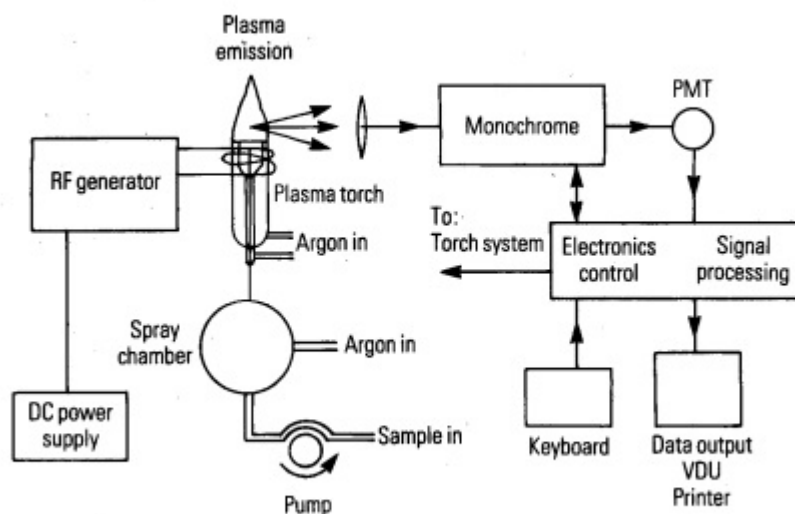 Plasma
emission
PMT
Monochrome
RF generator
Plasma torch
Argon in
To:
Torch system
Electronics
control
Signal
processing
Spray
chamber
Argon in
DC power
supply
Sample in
Pump
Keyboard
Data output
VDU
Printer